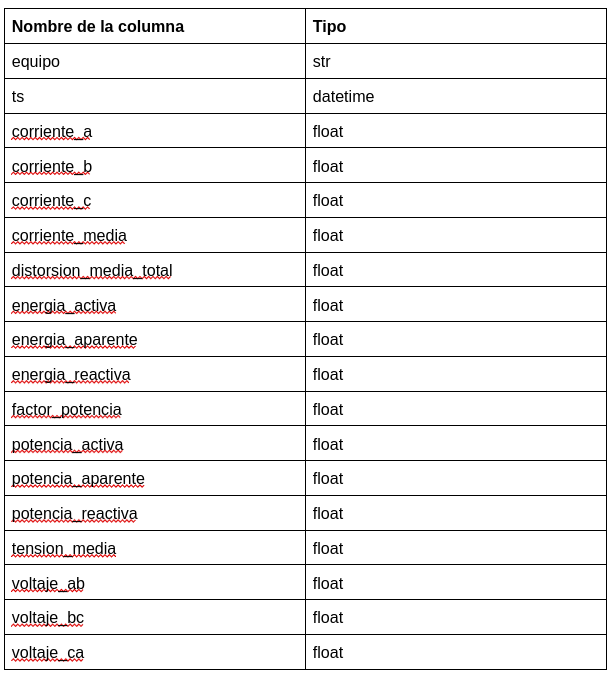 Nombre de la columna Tipo
equipo str
ts datetime
corriente_a float
corriente_b float
corriente_c float
corriente_media float
distorsion_media_total float
energia_activa float
energia_aparente float
energia_reactiva float
factor_potencia float
potencia_activa float
potencia_aparente float
potencia_reactiva float
tension_media float
voltaje_ab float
voltaje_bc float
voltaje_ca float